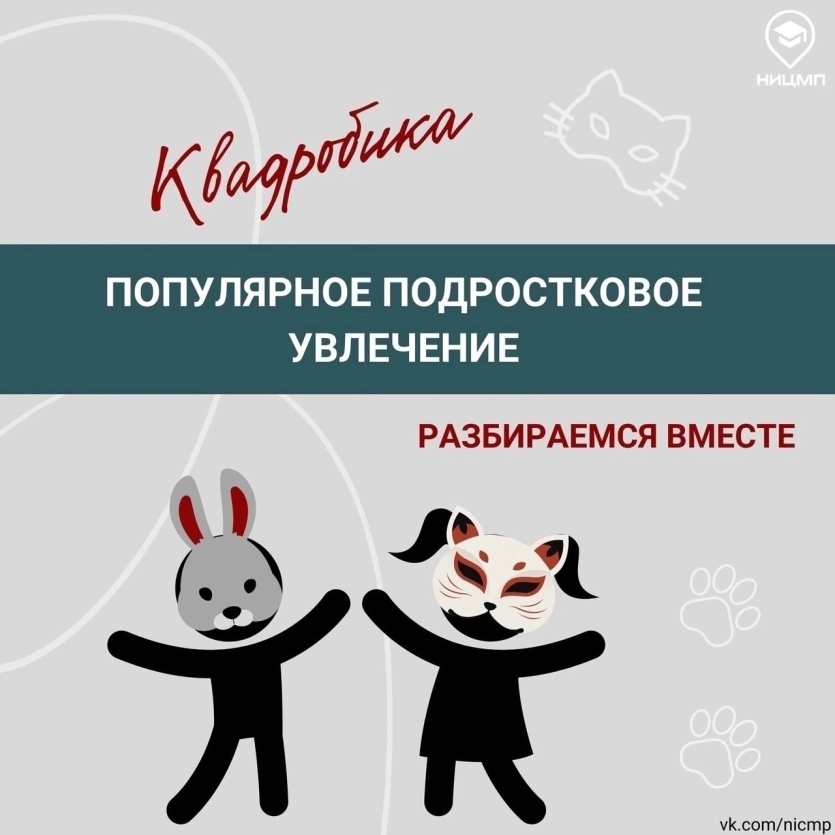 НИЦМП
Квадробика
ПОПУЛЯРНОЕ ПОДРОСТКОВОЕ
УВЛЕЧЕНИЕ
РАЗБИРАЕМСЯ ВМЕСТЕ
vk.com/nicmp